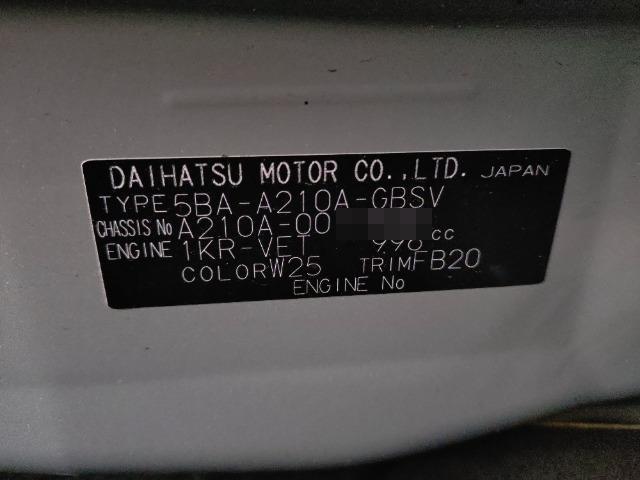 DAIHATSU MOTOR CO.,LTD. JAPAN
TYPE 5BA-A210A-GBSV
CHASSIS No A210A-00
ENGINE 1KR-VET 996 cc
COLOR W25 TRIM FB20
ENGINE No